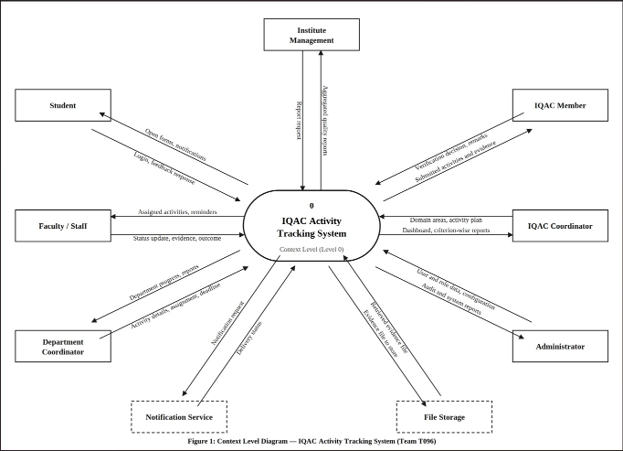 Institute
Management
Student
IQAC Member
Report request
Aggregated quality reports
Open forms, notifications
Login, feedback response
Verification decision, remarks
Submitted activities and evidence
0
IQAC Activity
Tracking System
Context Level (Level 0)
Faculty / Staff
Assigned activities, reminders
Status update, evidence, outcome
Domain areas, activity plan
Dashboard, criterion-wise reports
IQAC Coordinator
Department progress, reports
Activity details, assignment, deadline
User and role data, configuration
Audit and system reports
Department
Coordinator
Notification request
Delivery status
Retrieved evidence file
Evidence file to store
Administrator
Notification Service
File Storage
Figure 1: Context Level Diagram — IQAC Activity Tracking System (Team T096)